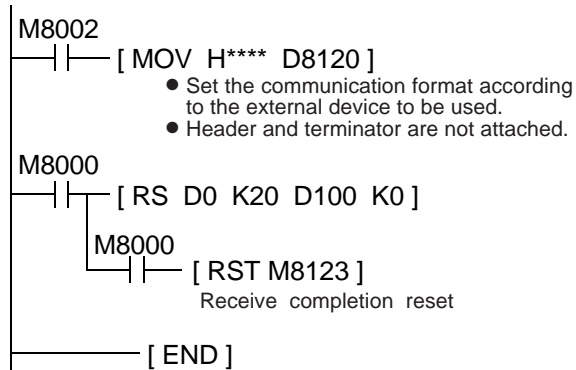 M8002
[ MOV H**** D8120 ]
● Set the communication format according
to the external device to be used.
● Header and terminator are not attached.
M8000
[ RS D0 K20 D100 K0 ]
M8000
[ RST M8123 ]
Receive completion reset
[ END ]